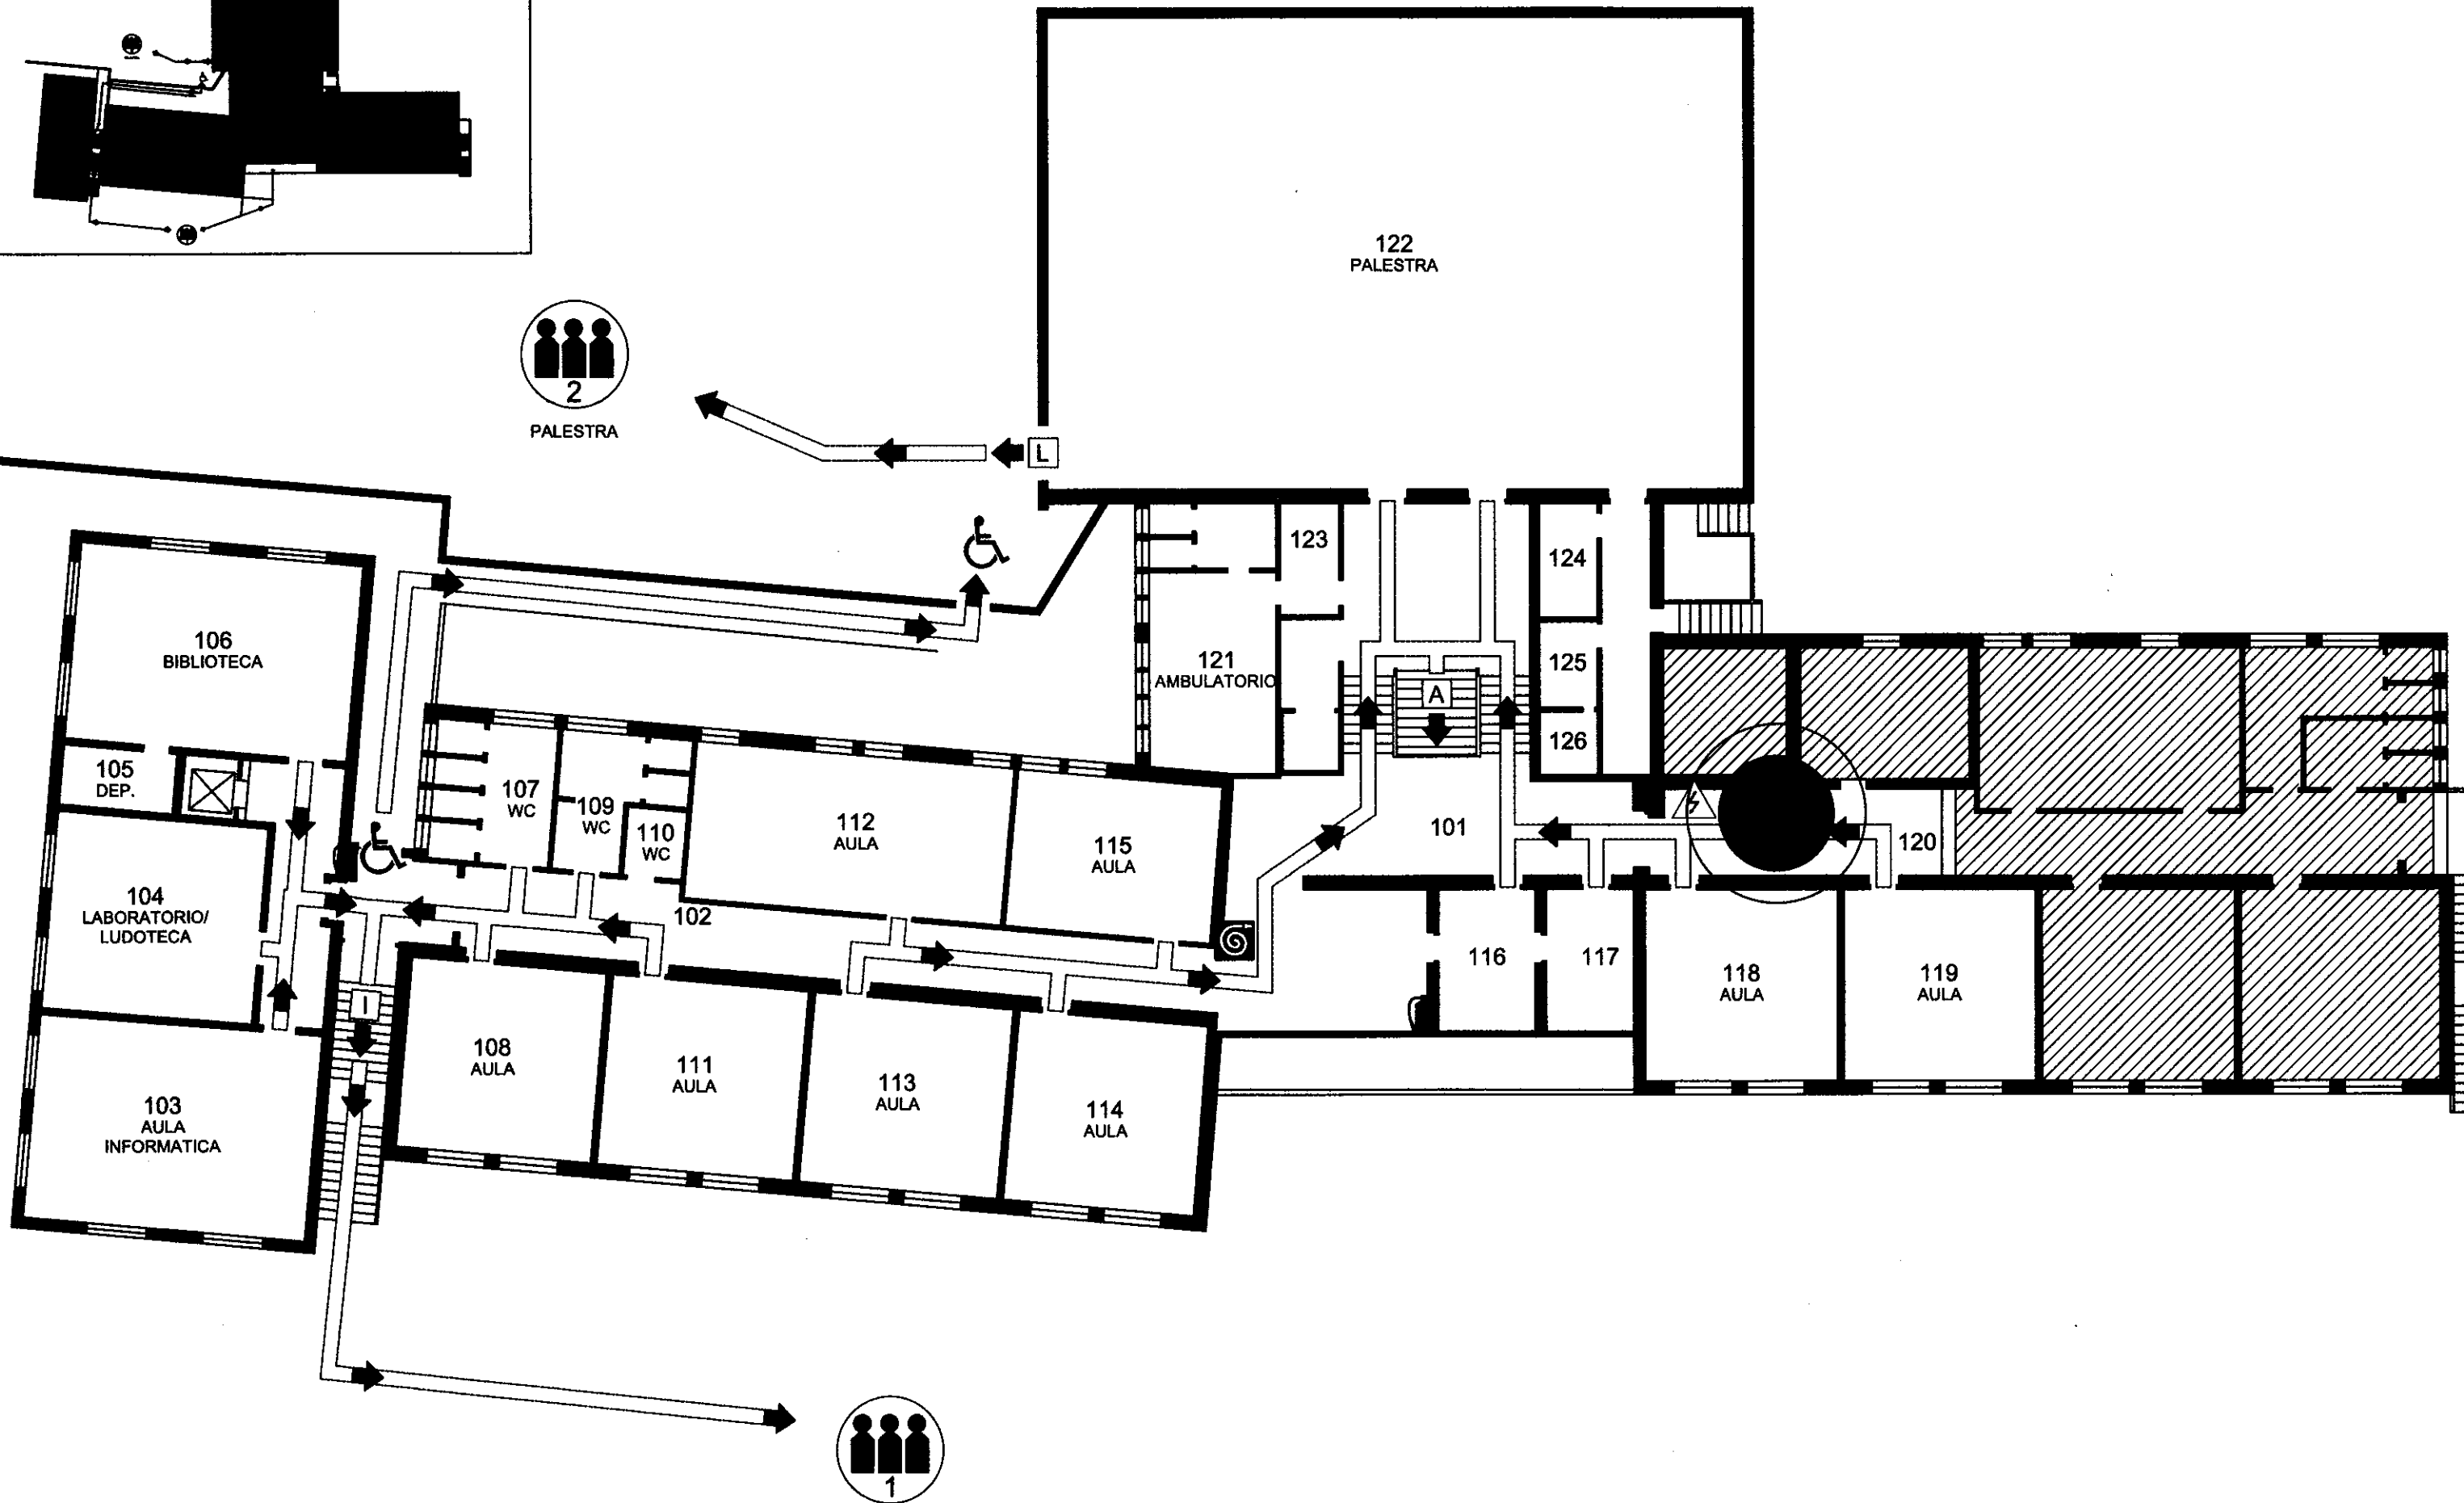 122
PALESTRA
2
PALESTRA
L
123
124
106
BIBLIOTECA
121
AMBULATORIO
125
A
126
105
DEP.
107
WC
109
WC
110
WC
112
AULA
115
AULA
101
120
104
LABORATORIO/
LUDOTECA
102
116
117
118
AULA
119
AULA
I
108
AULA
111
AULA
113
AULA
114
AULA
103
AULA
INFORMATICA
1